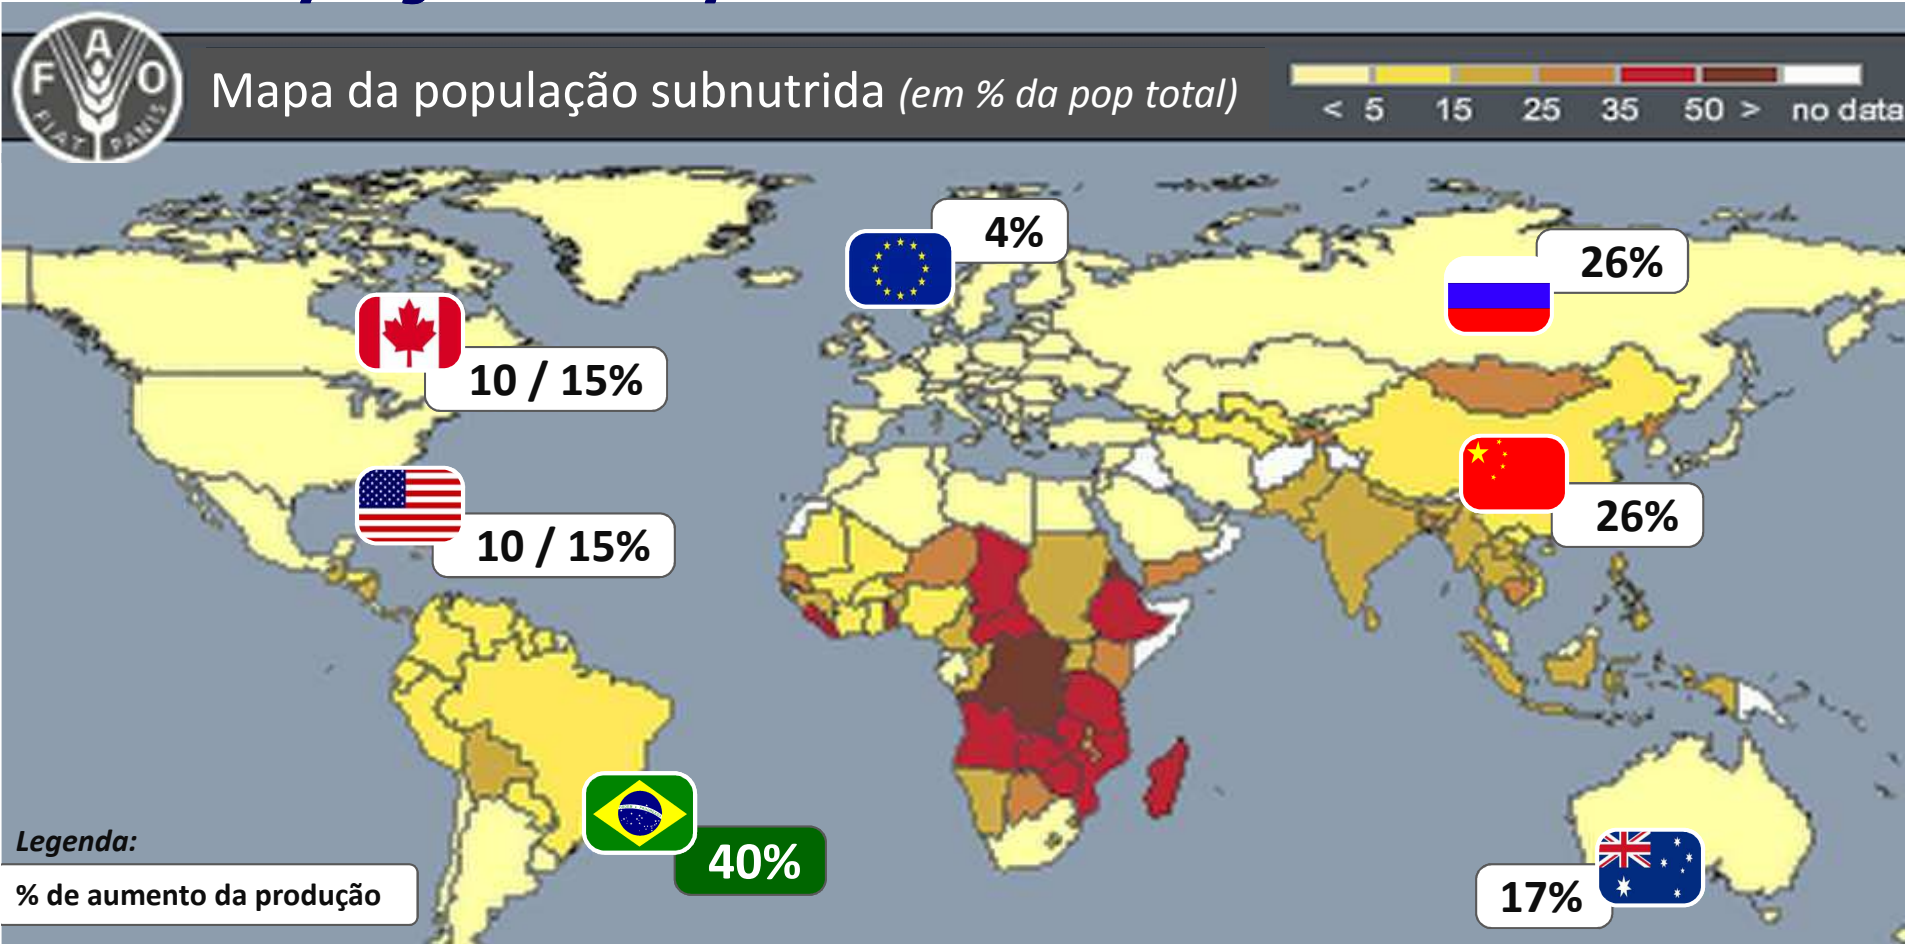 FAO
FIAT PANIS
Mapa da população subnutrida (em % da pop total)
< 5 15 25 35 50 > no data
4%
26%
10 / 15%
26%
10 / 15%
40%
Legenda:
% de aumento da produção
17%